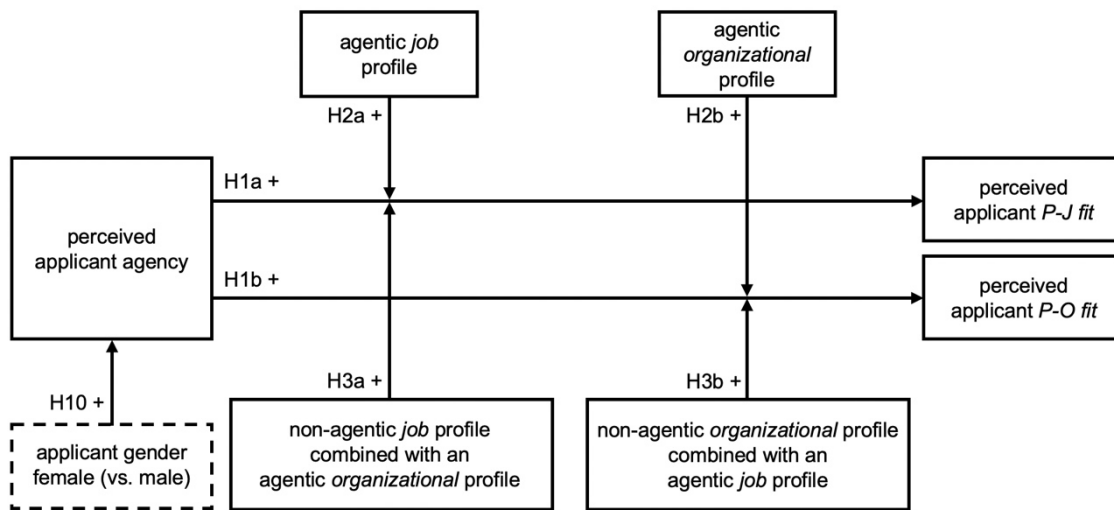 agentic job
profile
agentic
organizational
profile
H2a +
H2b +
H1a +
perceived
applicant agency
H1b +
perceived
applicant P-J fit
perceived
applicant P-O fit
H10 +
H3a +
H3b +
applicant gender
female (vs. male)
non-agentic job profile
combined with an
agentic organizational profile
non-agentic organizational profile
combined with an
agentic job profile